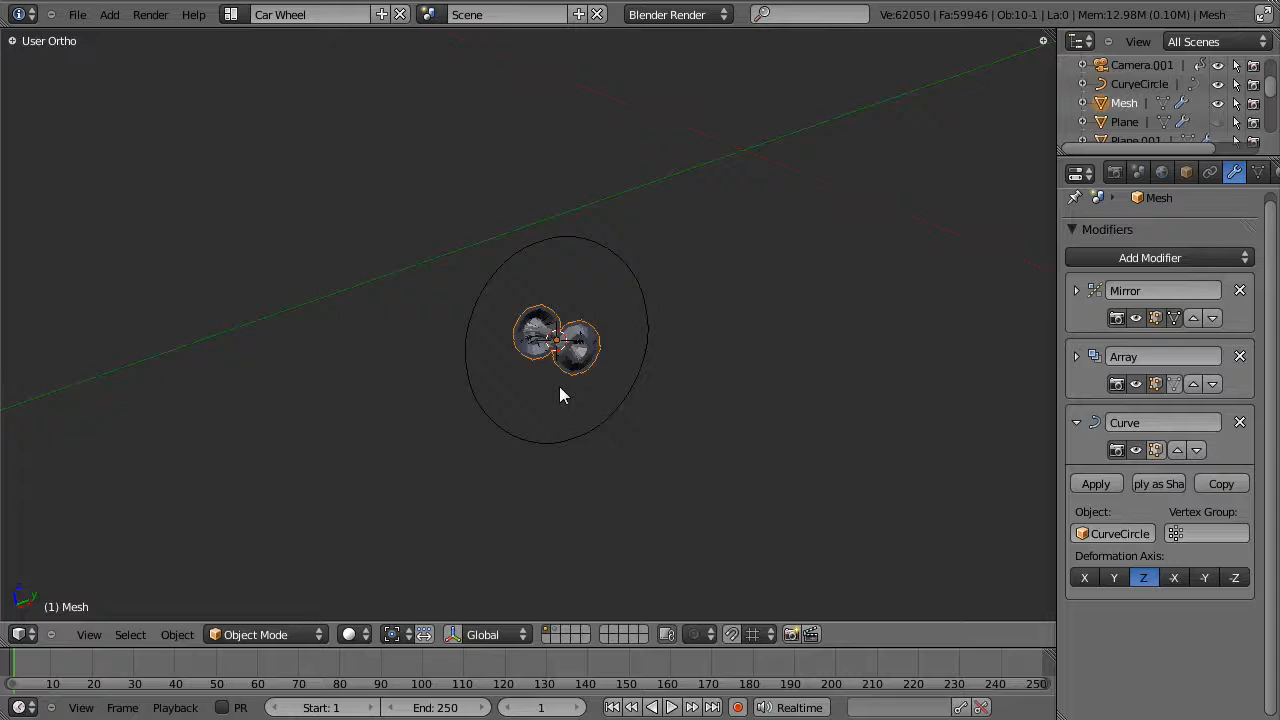 File Add Render Help Car Wheel Scene Blender Render Ve:62050 | Fa:59946 | Ob:10-1 | La:0 | Mem:12.98M (0.10M) | Mesh
User Ortho
View All Scenes
Camera.001
CurveCircle
Mesh
Plane
Plane.001
Mesh
Modifiers
Add Modifier
Mirror
Array
Curve
Apply ply as Sha Copy
Object: Vertex Group:
CurveCircle
Deformation Axis:
X Y Z -X -Y -Z
z y
(1) Mesh
View Select Object Object Mode Global
10 20 30 40 50 60 70 80 90 100 110 120 130 140 150 160 170 180 190 200 210 220 230 240 250
View Frame Playback PR Start: 1 End: 250 1 Realtime